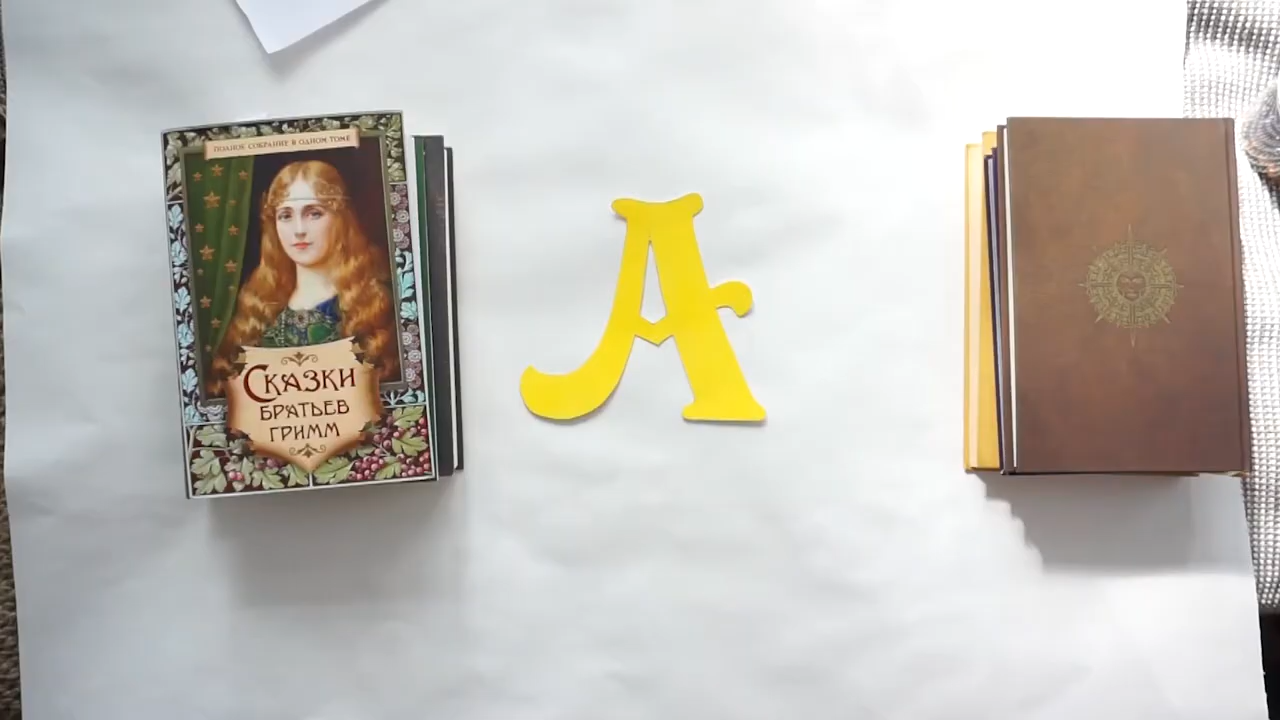 ПОЛНОЕ СОБРАНИЕ В ОДНОМ ТОМЕ
СКАЗКИ
БРАТЬЕВ
ГРИММ
А